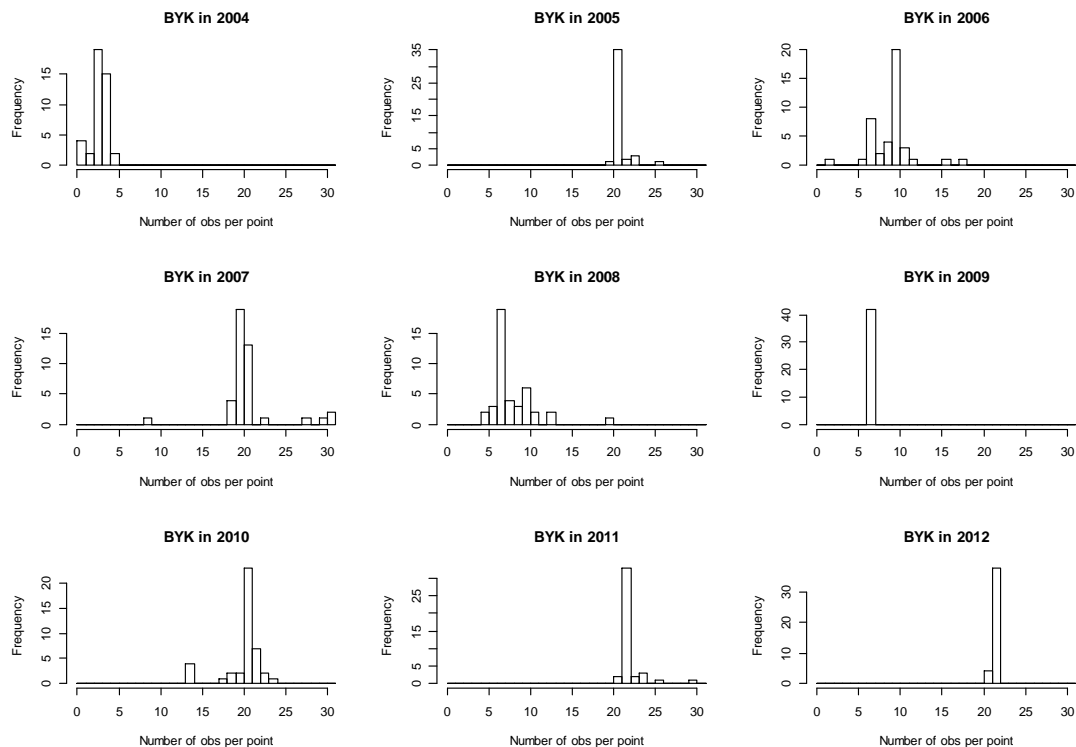 BYK in 2004
Frequency
0 5 10 15
0 5 10 15 20 25 30
Number of obs per point
BYK in 2005
Frequency
0 5 15 25 35
0 5 10 15 20 25 30
Number of obs per point
BYK in 2006
Frequency
0 5 10 15 20
0 5 10 15 20 25 30
Number of obs per point
BYK in 2007
Frequency
0 5 10 15
0 5 10 15 20 25 30
Number of obs per point
BYK in 2008
Frequency
0 5 10 15
0 5 10 15 20 25 30
Number of obs per point
BYK in 2009
Frequency
0 10 20 30 40
0 5 10 15 20 25 30
Number of obs per point
BYK in 2010
Frequency
0 5 10 15 20
0 5 10 15 20 25 30
Number of obs per point
BYK in 2011
Frequency
0 5 15 25
0 5 10 15 20 25 30
Number of obs per point
BYK in 2012
Frequency
0 10 20 30
0 5 10 15 20 25 30
Number of obs per point